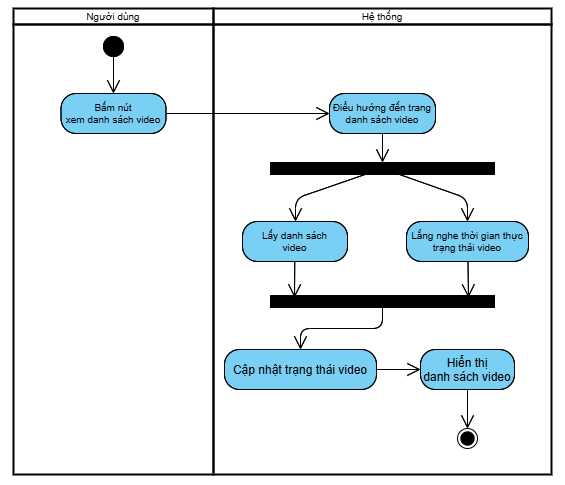 Người dùng
Hệ thống
Bấm nút
xem danh sách video
Điều hướng đến trang
danh sách video
Lấy danh sách
video
Lắng nghe thời gian thực
trạng thái video
Cập nhật trạng thái video
Hiển thị
danh sách video